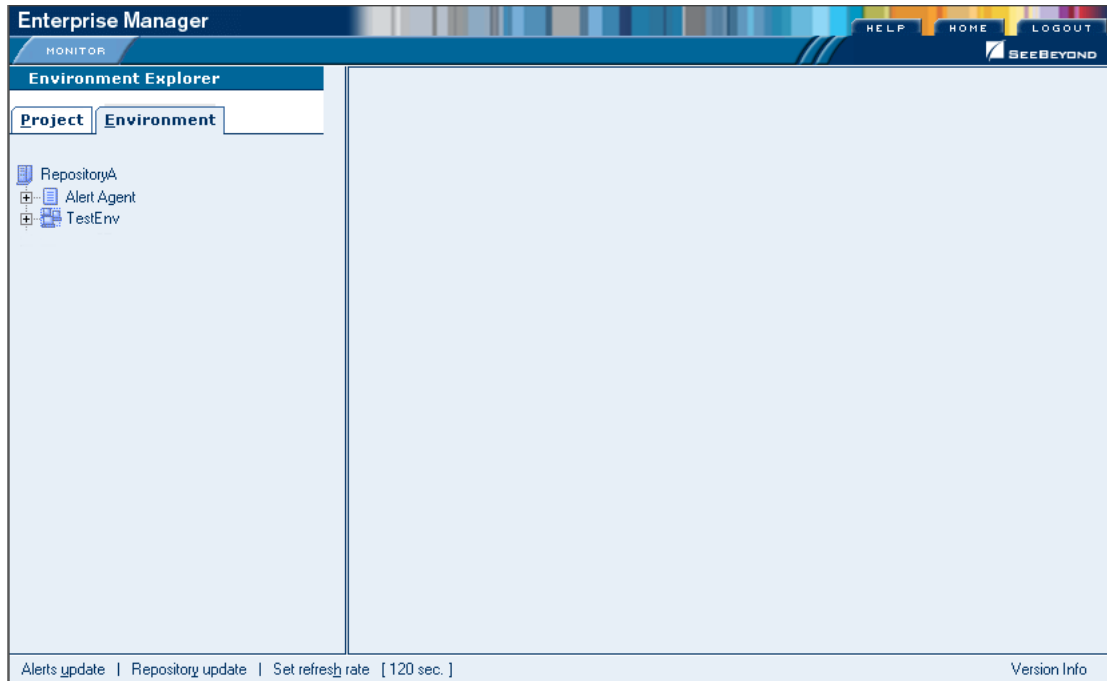 Enterprise Manager
HELP HOME LOGOUT
MONITOR
SEEBEYOND
Environment Explorer
Project Environment
RepositoryA
Alert Agent
TestEnv
Alerts update | Repository update | Set refresh rate [ 120 sec. ] Version Info